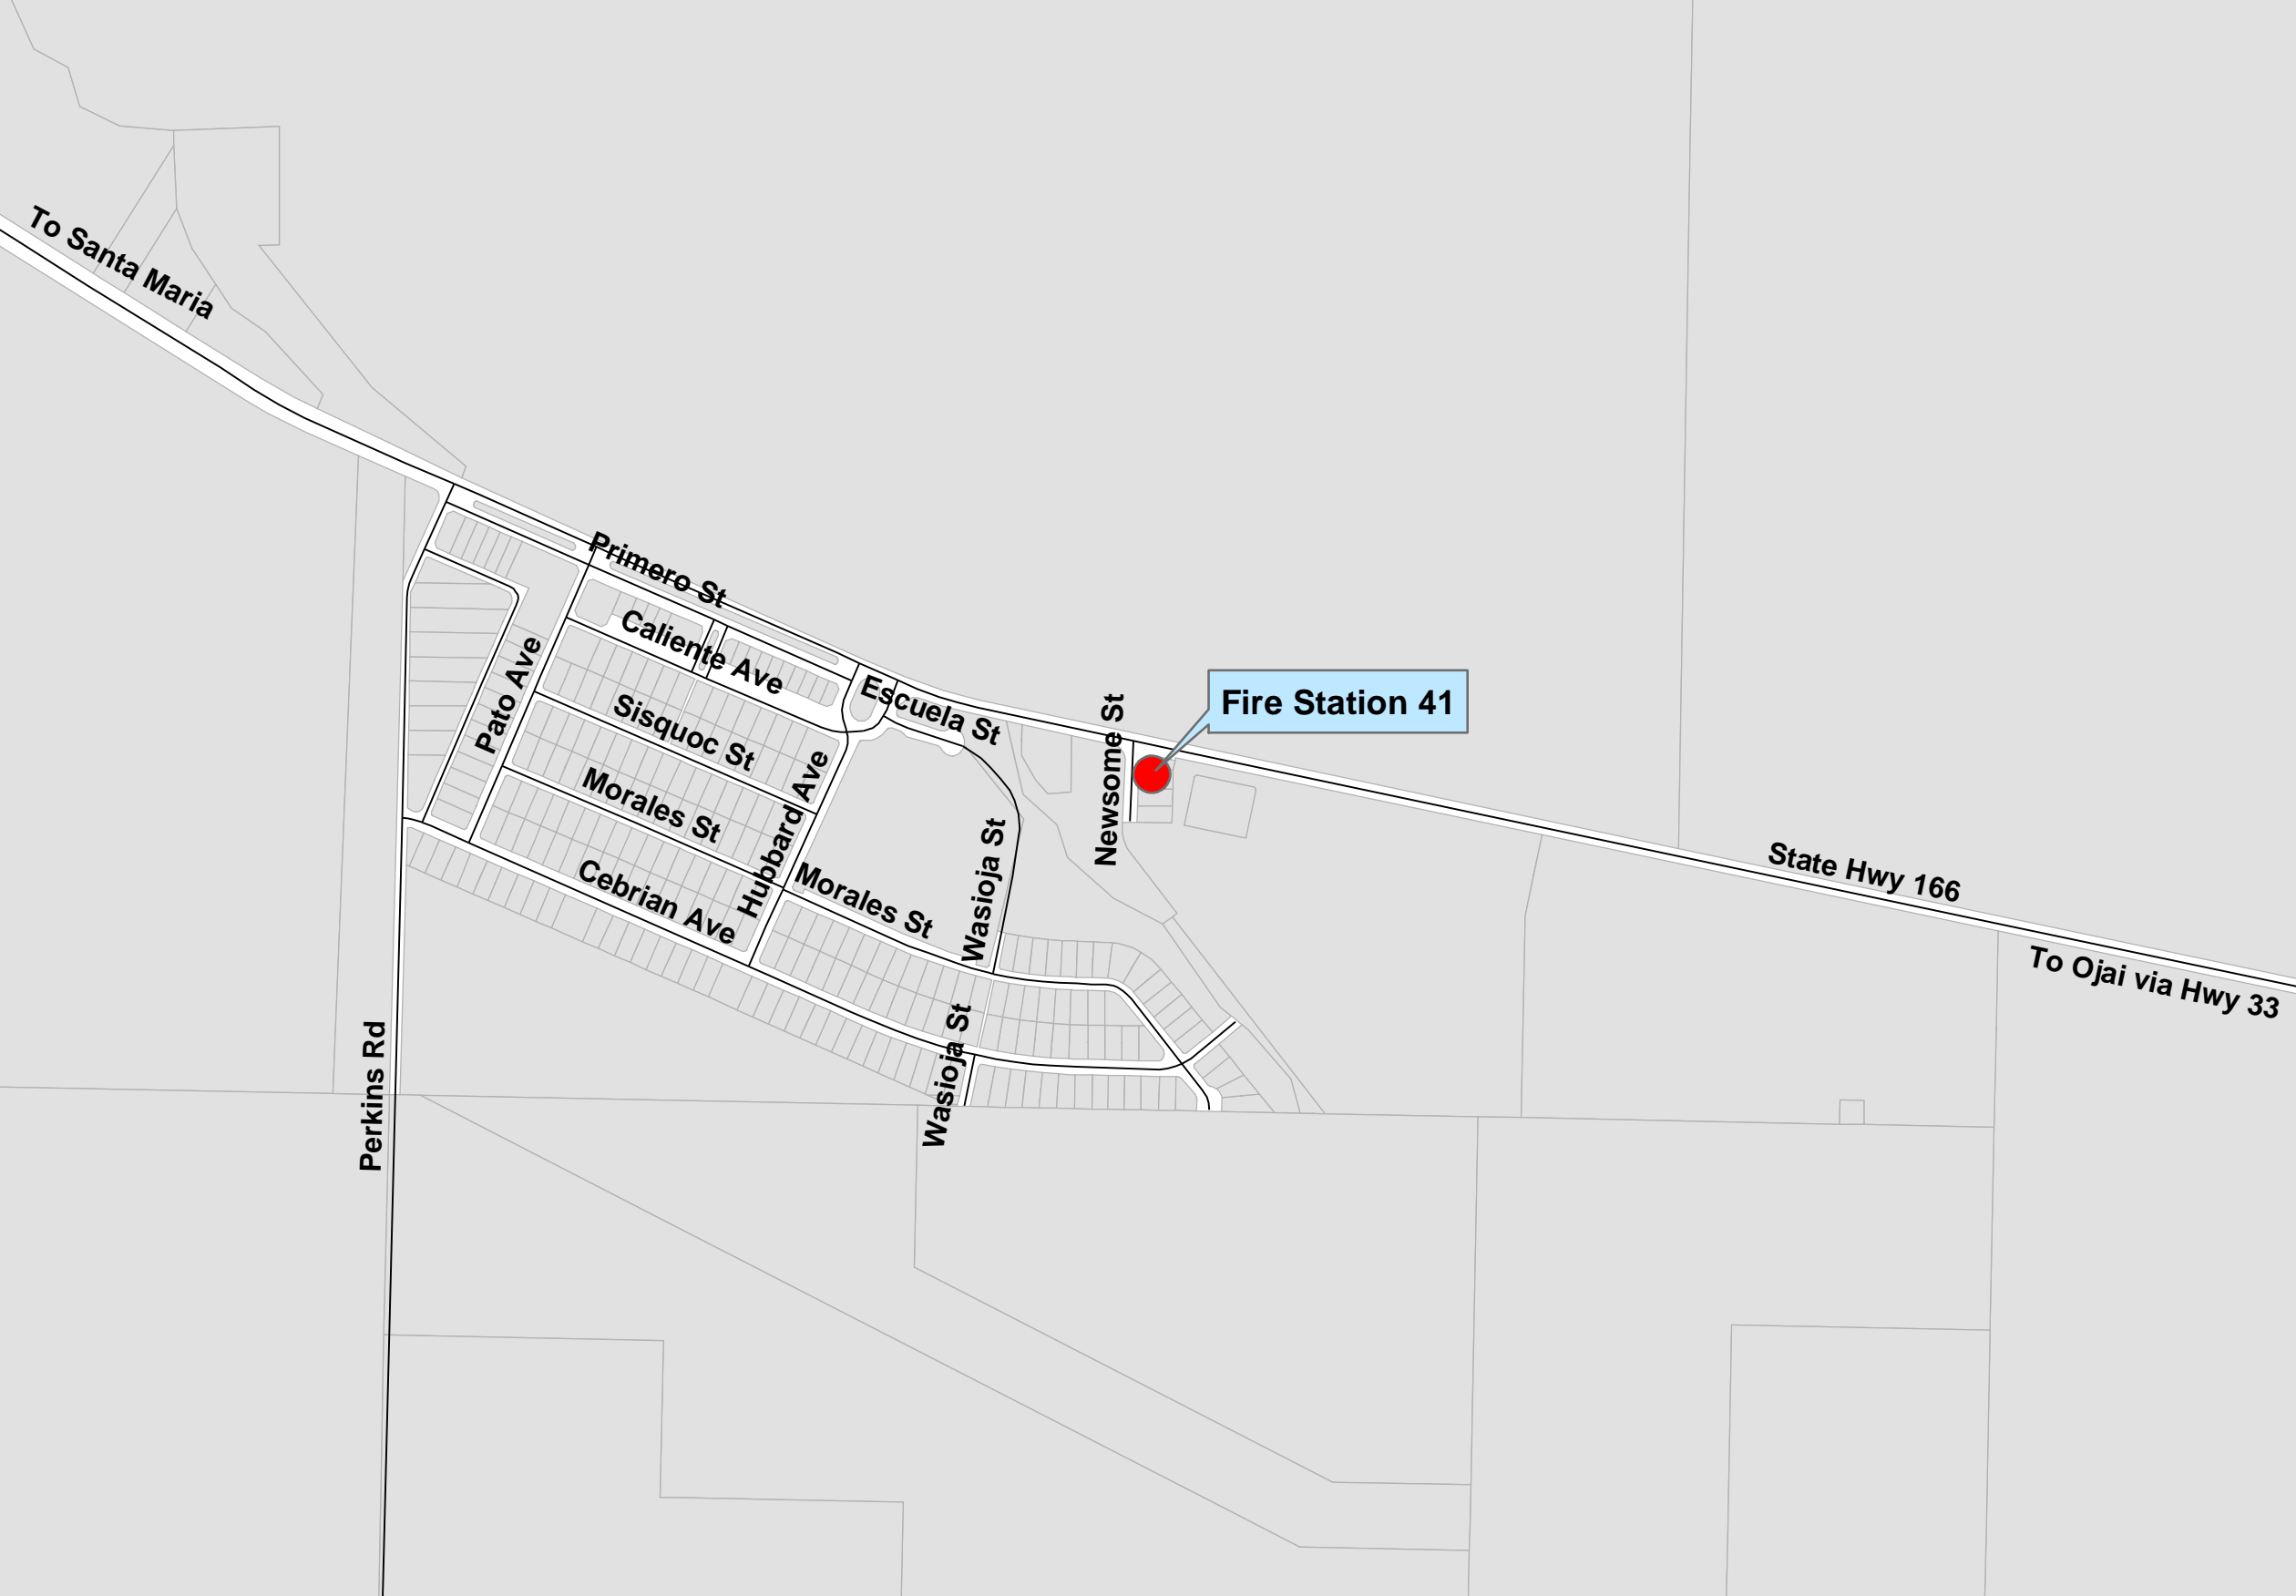 To Santa Maria
Primero St
Caliente Ave
Escuela St
Fire Station 41
Pato Ave
Sisquoc St
Newsome St
Morales St
Hubbard Ave
Wasioja St
Cebrian Ave
Morales St
State Hwy 166
To Ojai via Hwy 33
Wasioja St
Perkins Rd